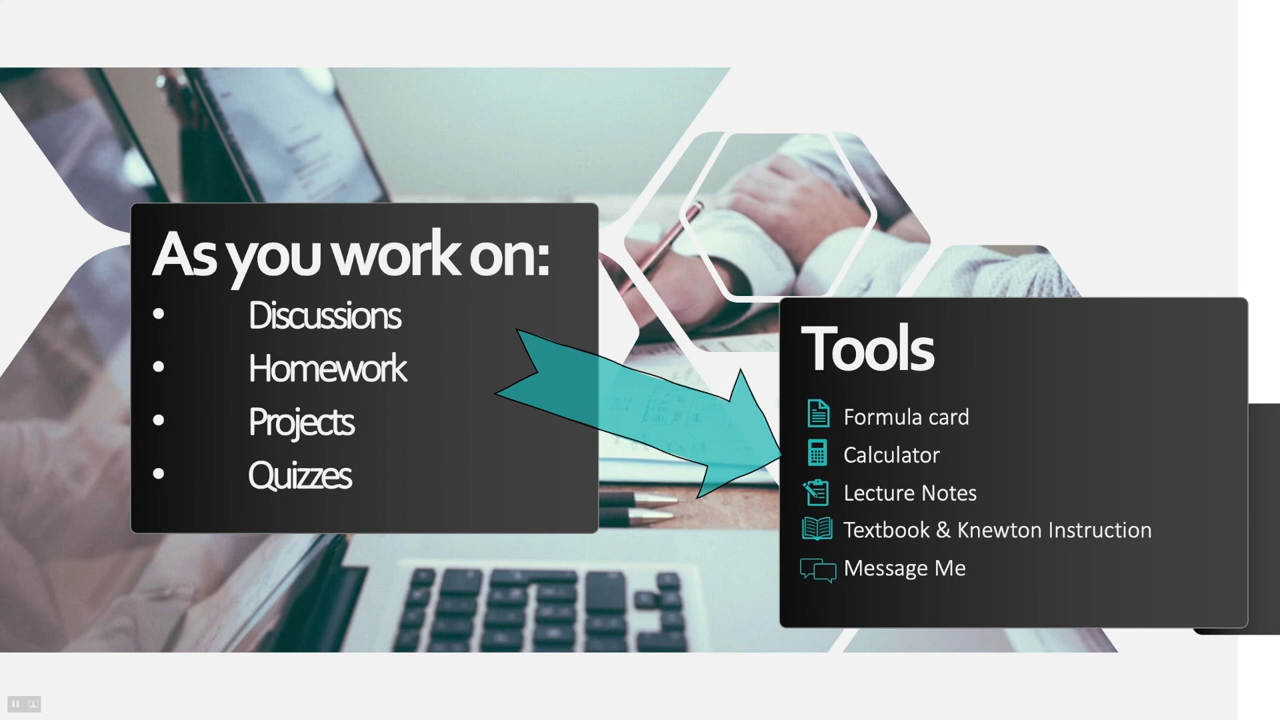 As you work on:
• Discussions
• Homework
• Projects
• Quizzes
Tools
Formula card
Calculator
Lecture Notes
Textbook & Knewton Instruction
Message Me